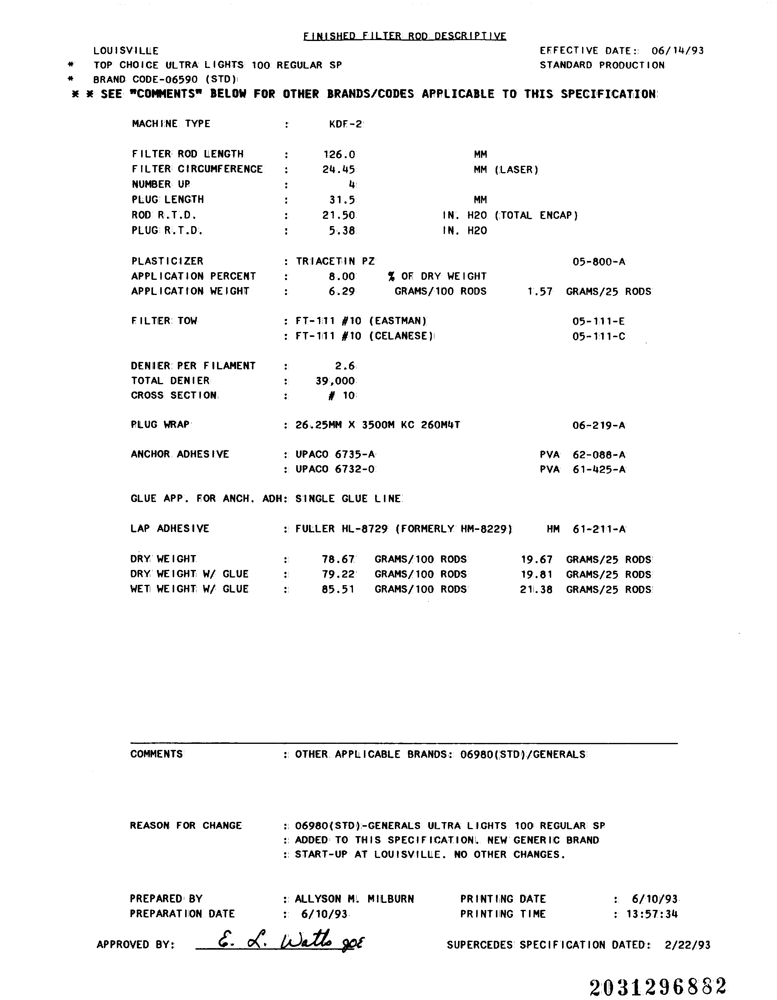 FINISHED FILTER ROD DESCRIPTIVE
LOUISVILLE EFFECTIVE DATE: 06/14/93
* TOP CHOICE ULTRA LIGHTS 100 REGULAR SP STANDARD PRODUCTION
* BRAND CODE-06590 (STD)
* * SEE "COMMENTS" BELOW FOR OTHER BRANDS/CODES APPLICABLE TO THIS SPECIFICATION
MACHINE TYPE : KDF-2
FILTER ROD LENGTH : 126.0 MM
FILTER CIRCUMFERENCE : 24.45 MM (LASER)
NUMBER UP : 4
PLUG LENGTH : 31.5 MM
ROD R.T.D. : 21.50 IN. H2O (TOTAL ENCAP)
PLUG R.T.D. : 5.38 IN. H2O
PLASTICIZER : TRIACETIN PZ 05-800-A
APPLICATION PERCENT : 8.00 % OF DRY WEIGHT
APPLICATION WEIGHT : 6.29 GRAMS/100 RODS 1.57 GRAMS/25 RODS
FILTER TOW : FT-111 #10 (EASTMAN) 05-111-E
: FT-111 #10 (CELANESE) 05-111-C
DENIER PER FILAMENT : 2.6
TOTAL DENIER : 39,000
CROSS SECTION : # 10
PLUG WRAP : 26.25MM X 3500M KC 260M4T 06-219-A
ANCHOR ADHESIVE : UPACO 6735-A PVA 62-088-A
: UPACO 6732-0 PVA 61-425-A
GLUE APP. FOR ANCH. ADH: SINGLE GLUE LINE
LAP ADHESIVE : FULLER HL-8729 (FORMERLY HM-8229) HM 61-211-A
DRY WEIGHT : 78.67 GRAMS/100 RODS 19.67 GRAMS/25 RODS
DRY WEIGHT W/ GLUE : 79.22 GRAMS/100 RODS 19.81 GRAMS/25 RODS
WET WEIGHT W/ GLUE : 85.51 GRAMS/100 RODS 21.38 GRAMS/25 RODS
COMMENTS : OTHER APPLICABLE BRANDS: 06980(STD)/GENERALS
REASON FOR CHANGE : 06980(STD)-GENERALS ULTRA LIGHTS 100 REGULAR SP
: ADDED TO THIS SPECIFICATION. NEW GENERIC BRAND
: START-UP AT LOUISVILLE. NO OTHER CHANGES.
PREPARED BY : ALLYSON M. MILBURN PRINTING DATE : 6/10/93
PREPARATION DATE : 6/10/93 PRINTING TIME : 13:57:34
APPROVED BY: E. L. Watts SUPERCEDES SPECIFICATION DATED: 2/22/93
2031296882